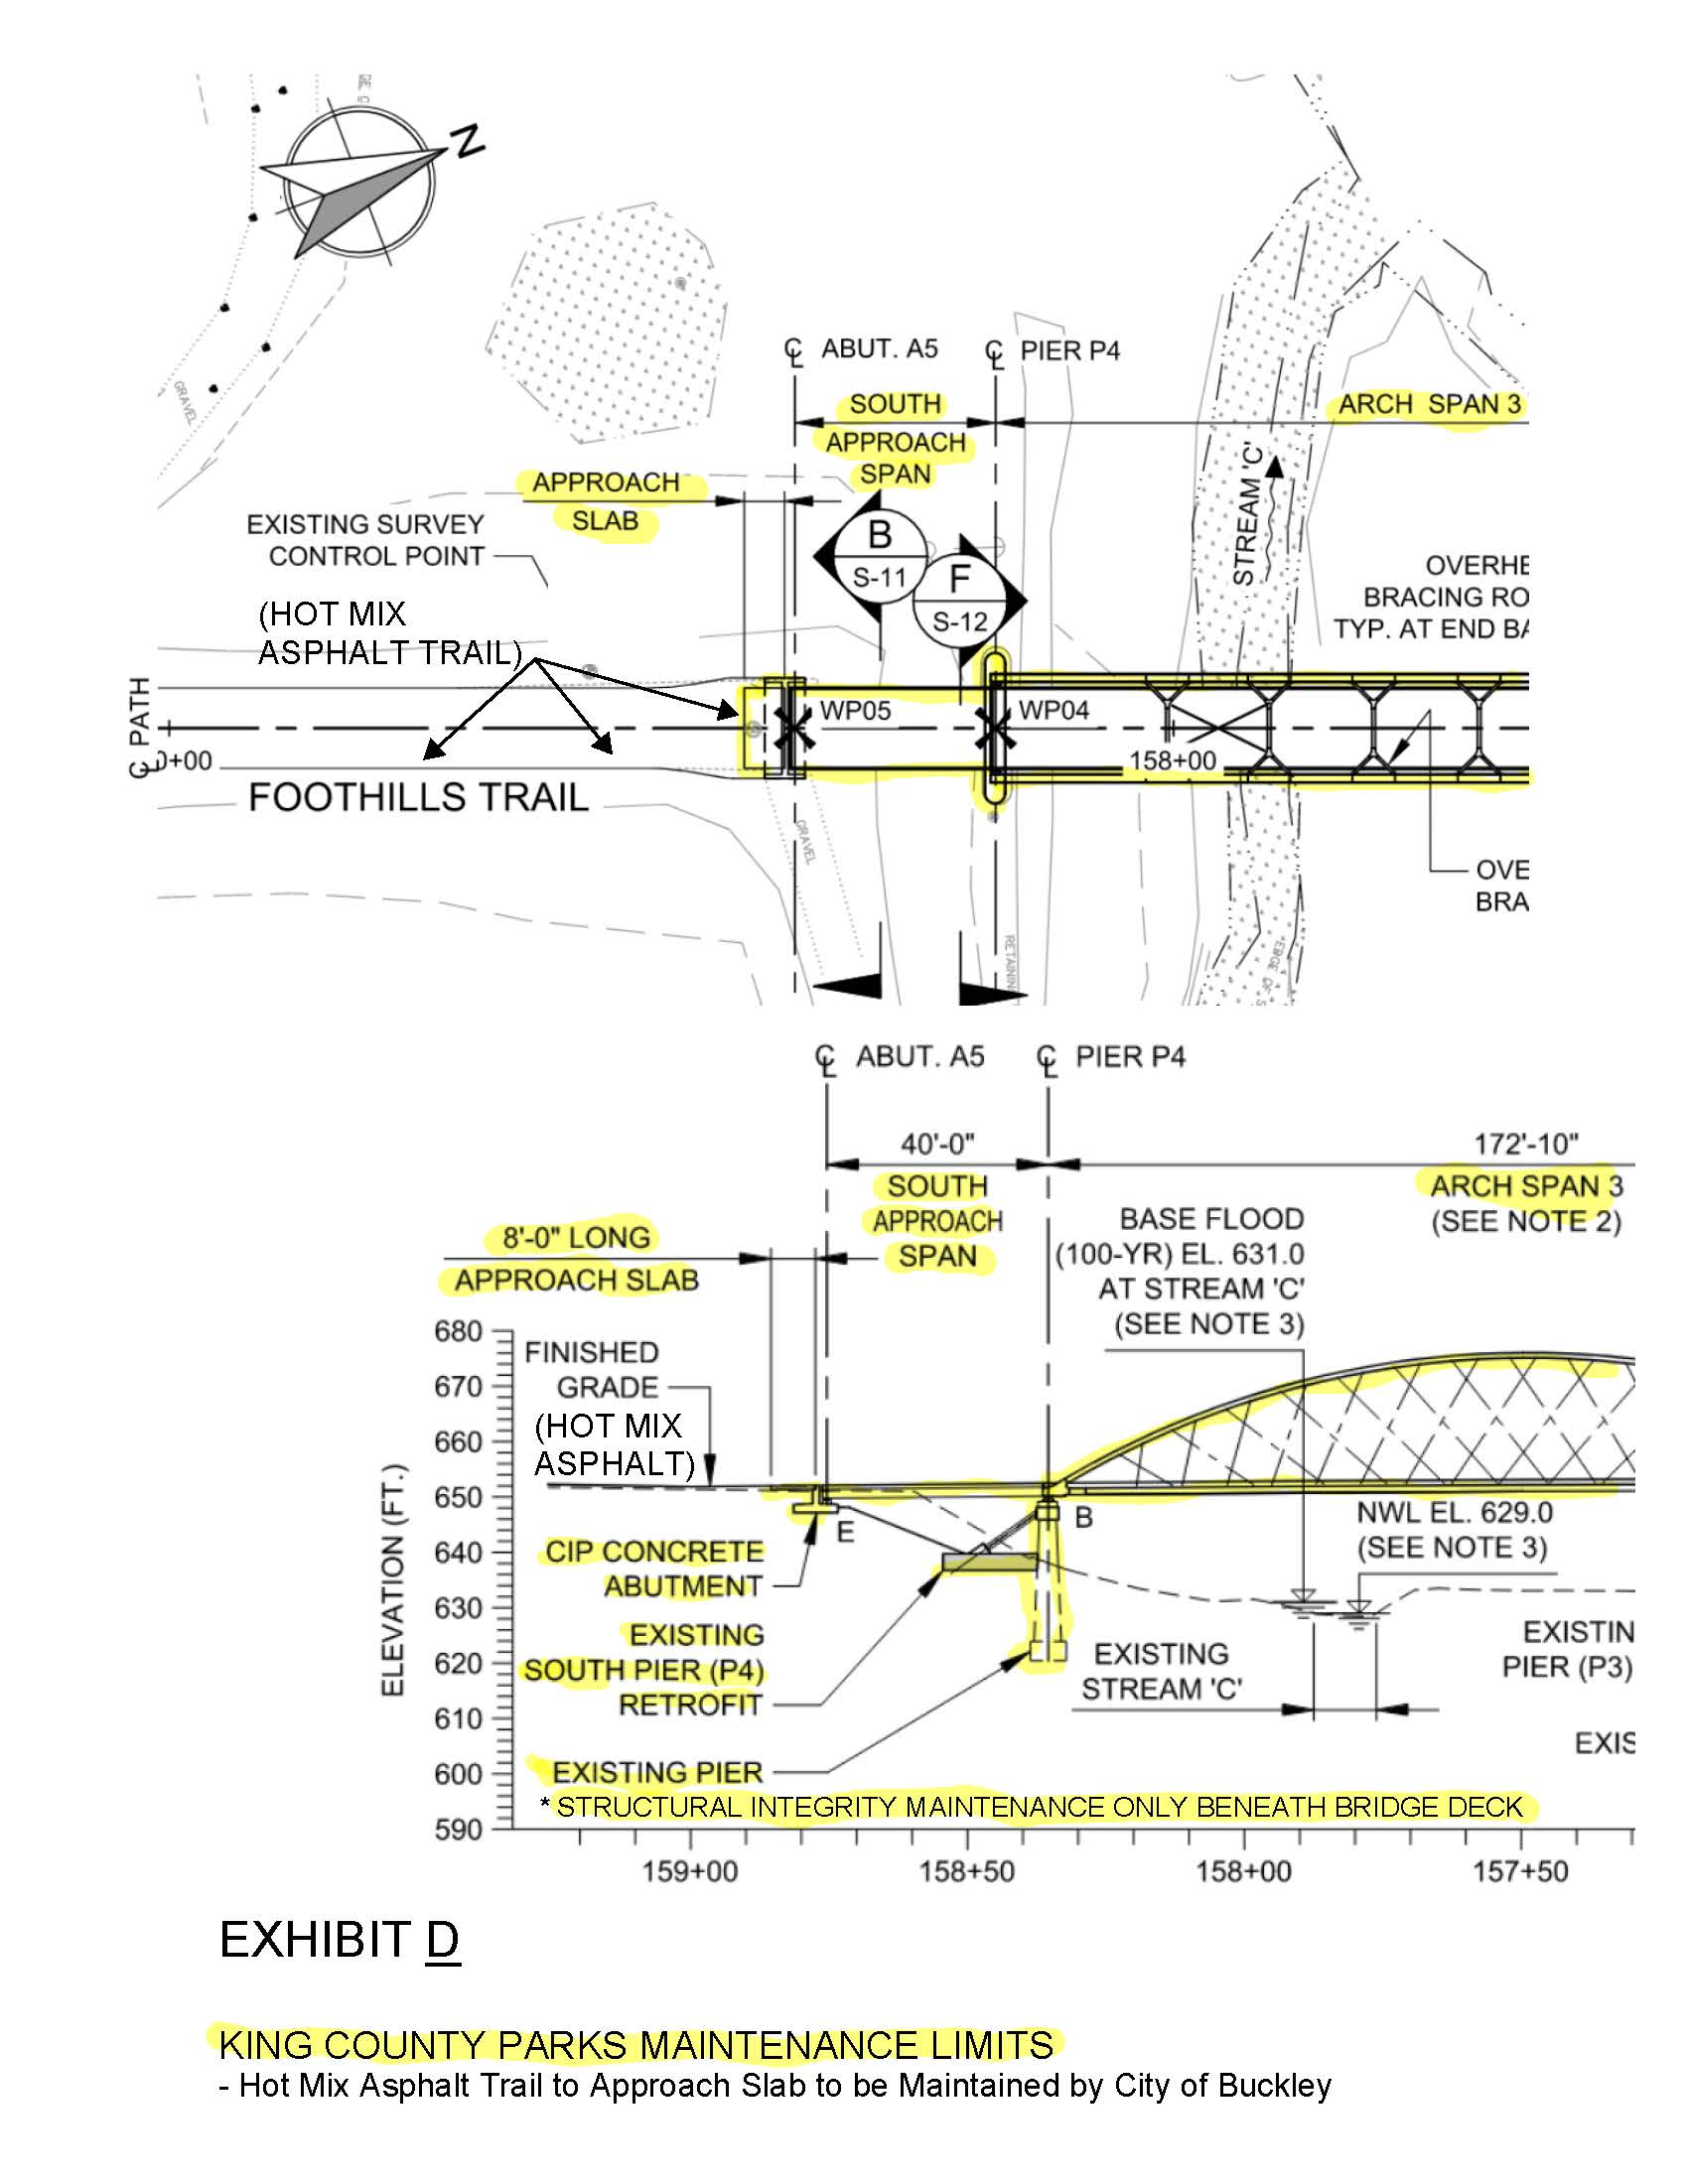 N
℄ ABUT. A5
℄ PIER P4
SOUTH
APPROACH
SPAN
ARCH SPAN 3
APPROACH
SLAB
EXISTING SURVEY
CONTROL POINT
(HOT MIX
ASPHALT TRAIL)
GRAVEL
B
S-11
F
S-12
STREAM 'C'
OVERHE
BRACING RO
TYP. AT END BA
℄ PATH
0+00
WP05
WP04
158+00
FOOTHILLS TRAIL
GRAVEL
RETAININ
EDGE OF S
OVE
BRA
℄ ABUT. A5
℄ PIER P4
40'-0"
172'-10"
SOUTH
APPROACH
SPAN
ARCH SPAN 3
(SEE NOTE 2)
8'-0" LONG
APPROACH SLAB
BASE FLOOD
(100-YR) EL. 631.0
AT STREAM 'C'
(SEE NOTE 3)
ELEVATION (FT.)
680
670
660
650
640
630
620
610
600
590
FINISHED
GRADE
(HOT MIX
ASPHALT)
E
B
NWL EL. 629.0
(SEE NOTE 3)
CIP CONCRETE
ABUTMENT
EXISTING
SOUTH PIER (P4)
RETROFIT
EXISTING
STREAM 'C'
EXISTIN
PIER (P3)
EXIS
EXISTING PIER
* STRUCTURAL INTEGRITY MAINTENANCE ONLY BENEATH BRIDGE DECK
159+00
158+50
158+00
157+50
EXHIBIT D
KING COUNTY PARKS MAINTENANCE LIMITS
- Hot Mix Asphalt Trail to Approach Slab to be Maintained by City of Buckley